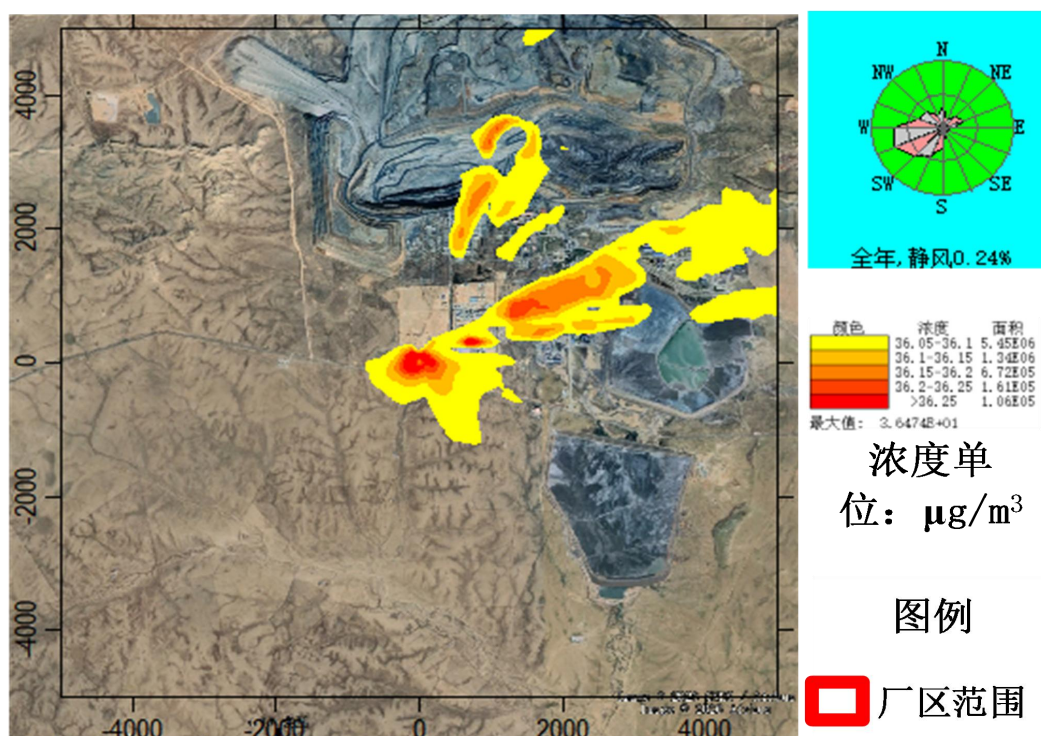 4000
2000
0
-2000
-4000
-4000
-2000
0
2000
4000
N
NW
NE
W
E
SW
SE
S
全年,静风0.24%
颜色 浓度 面积
36.05-36.1 5.45E06
36.1-36.15 1.34E06
36.15-36.2 6.72E05
36.2-36.25 1.61E05
>36.25 1.06E05
最大值: 3.6474E+01
浓度单
位：μg/m³
图例
厂区范围